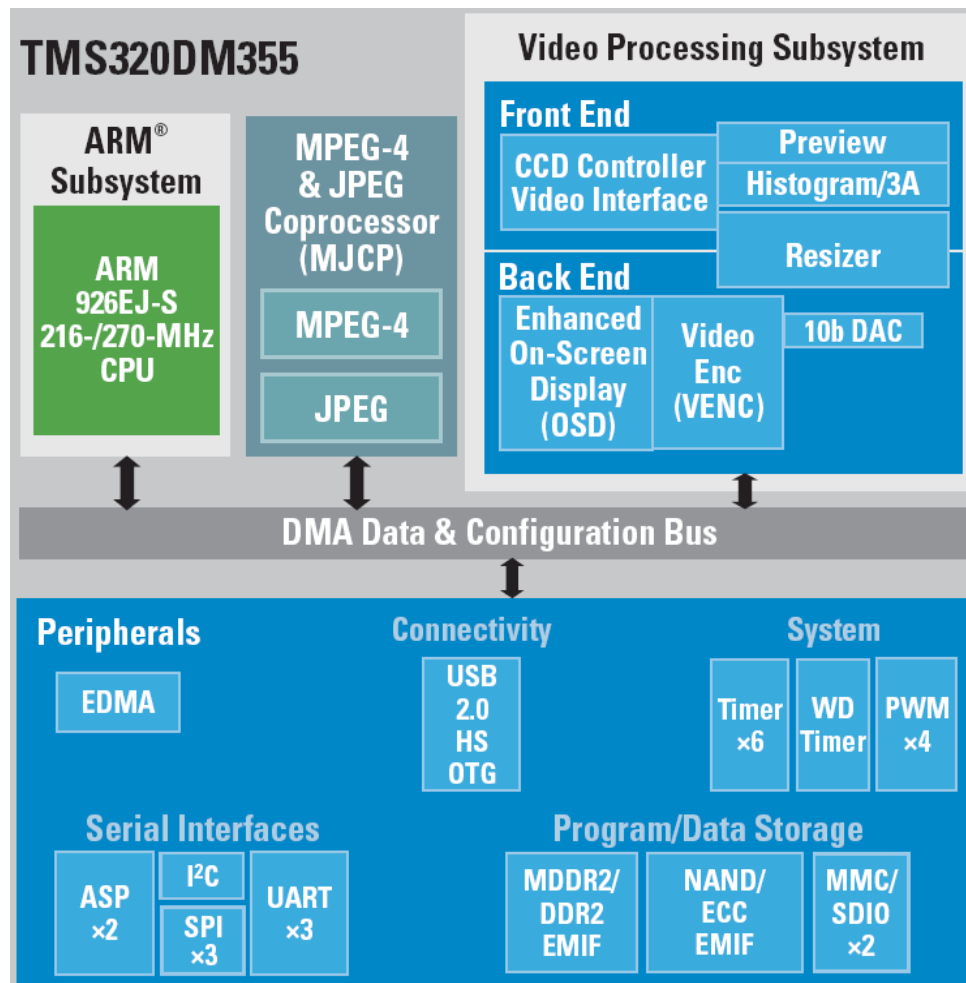 TMS320DM355
ARM®
Subsystem
ARM
926EJ-S
216-/270-MHz
CPU
MPEG-4
& JPEG
Coprocessor
(MJCP)
MPEG-4
JPEG
Video Processing Subsystem
Front End
CCD Controller
Video Interface
Preview
Histogram/3A
Resizer
Back End
Enhanced
On-Screen
Display
(OSD)
Video
Enc
(VENC)
10b DAC
DMA Data & Configuration Bus
Peripherals
EDMA
Connectivity
USB
2.0
HS
OTG
System
Timer
×6
WD
Timer
PWM
×4
Serial Interfaces
ASP
×2
I²C
SPI
×3
UART
×3
Program/Data Storage
MDDR2/
DDR2
EMIF
NAND/
ECC
EMIF
MMC/
SDIO
×2